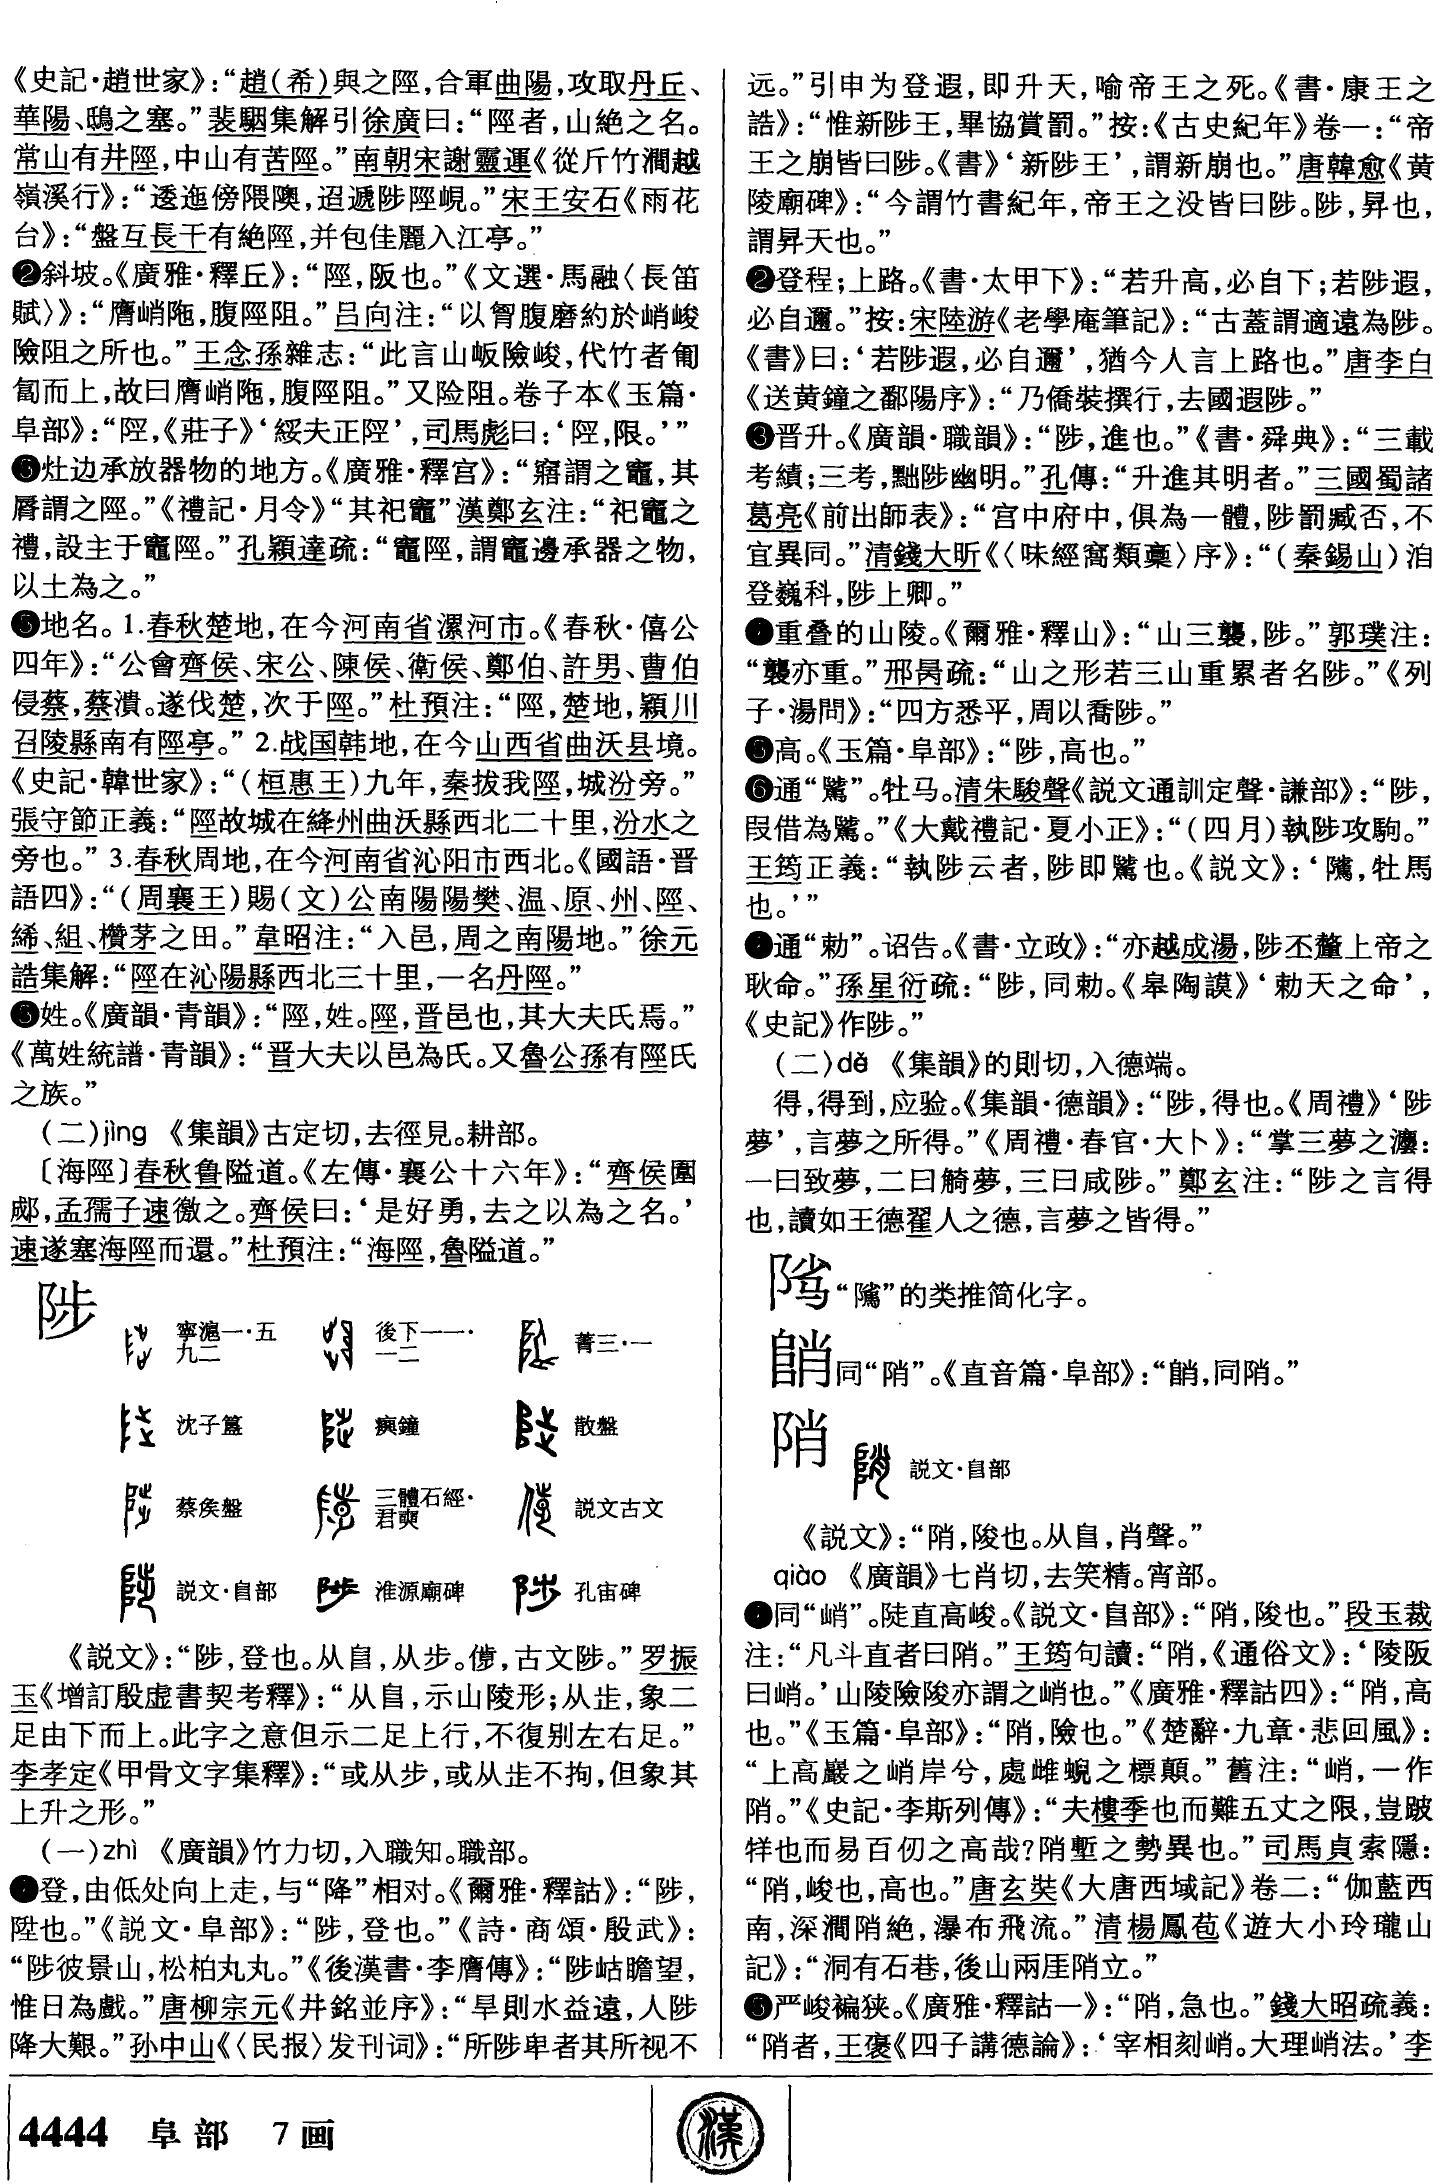 《史記·趙世家》：“趙(希)與之陘，合軍曲陽，攻取丹丘、
華陽、鴟之塞。”裴駰集解引徐廣曰：“陘者，山絶之名。
常山有井陘，中山有苦陘。”南朝宋謝靈運《從斤竹澗越
嶺溪行》：“逶迤傍隈隩，迢遞陟陘峴。”宋王安石《雨花
台》：“盤互長干有絶陘，并包佳麗入江亭。”
❷斜坡。《廣雅·釋丘》：“陘，阪也。”《文選·馬融〈長笛
賦〉》：“膺峭陁，腹陘阻。”吕向注：“以胷腹磨約於峭峻
險阻之所也。”王念孫雜志：“此言山岅險峻，代竹者匍
匐而上，故曰膺峭陁，腹陘阻。”又险阻。卷子本《玉篇·
阜部》：“陘，《莊子》‘綏夫正陘’，司馬彪曰：‘陘，限。’”
❸灶边承放器物的地方。《廣雅·釋宫》：“窹謂之竈，其
脣謂之陘。”《禮記·月令》“其祀竈”漢鄭玄注：“祀竈之
禮，設主于竈陘。”孔穎達疏：“竈陘，謂竈邊承器之物，
以土為之。”
❹地名。1.春秋楚地，在今河南省漯河市。《春秋·僖公
四年》：“公會齊侯、宋公、陳侯、衛侯、鄭伯、許男、曹伯
侵蔡，蔡潰。遂伐楚，次于陘。”杜預注：“陘，楚地，潁川
召陵縣南有陘亭。”2.战国韩地，在今山西省曲沃县境。
《史記·韓世家》：“(桓惠王)九年，秦拔我陘，城汾旁。”
張守節正義：“陘故城在絳州曲沃縣西北二十里，汾水之
旁也。”3.春秋周地，在今河南省沁阳市西北。《國語·晋
語四》：“(周襄王)賜(文)公南陽陽樊、温、原、州、陘、
絺、組、欑茅之田。”韋昭注：“八邑，周之南陽地。”徐元
誥集解：“陘在沁陽縣西北三十里，一名丹陘。”
❺姓。《廣韻·青韻》：“陘，姓。陘，晋邑也，其大夫氏焉。”
《萬姓統譜·青韻》：“晋大夫以邑為氏。又魯公孫有陘氏
之族。”
(二)jìng 《集韻》古定切，去徑見。耕部。
〔海陘〕春秋魯隘道。《左傳·襄公十六年》：“齊侯圍
郕，孟孺子速徼之。齊侯曰：‘是好勇，去之以為之名。’
速遂塞海陘而還。”杜預注：“海陘，魯隘道。”
陟
寧滬一·五九二 後下一一·一二 菁三·一
沈子簋 𤼈鐘 散盤
蔡侯盤 三體石經·君奭 説文古文
説文·𨸏部 淮源廟碑 孔宙碑
《説文》：“陟，登也。从𨸏，从步。𨒌，古文陟。”罗振
玉《增訂殷虚書契考釋》：“从𨸏，示山陵形；从歨，象二
足由下而上。此字之意但示二足上行，不復别左右足。”
李孝定《甲骨文字集釋》：“或从步，或从歨不拘，但象其
上升之形。”
(一)zhì 《廣韻》竹力切，入職知。職部。
❶登，由低处向上走，与“降”相对。《爾雅·釋詁》：“陟，
陞也。”《説文·阜部》：“陟，登也。”《詩·商頌·殷武》：
“陟彼景山，松柏丸丸。”《後漢書·李膺傳》：“陟岵瞻望，
惟日為歲。”唐柳宗元《井銘並序》：“旱則水益遠，人陟
降大艱。”孙中山《〈民报〉发刊词》：“所陟卑者其所视不
远。”引申为登遐，即升天，喻帝王之死。《書·康王之
誥》：“惟新陟王，畢協賞罰。”按：《古史紀年》卷一：“帝
王之崩皆曰陟。《書》‘新陟王’，謂新崩也。”唐韓愈《黄
陵廟碑》：“今謂竹書紀年，帝王之没皆曰陟。陟，昇也，
謂昇天也。”
❷登程；上路。《書·太甲下》：“若升高，必自下；若陟遐，
必自邇。”按：宋陸游《老學庵筆記》：“古蓋謂適遠為陟。
《書》曰：‘若陟遐，必自邇’，猶今人言上路也。”唐李白
《送黄鐘之鄱陽序》：“乃僑裝撰行，去國遐陟。”
❸晋升。《廣韻·職韻》：“陟，進也。”《書·舜典》：“三載
考績；三考，黜陟幽明。”孔傳：“升進其明者。”三國蜀諸
葛亮《前出師表》：“宫中府中，俱為一體，陟罰臧否，不
宜異同。”清錢大昕《〈味經窩類藁〉序》：“(秦錫山)洎
登巍科，陟上卿。”
❹重叠的山陵。《爾雅·釋山》：“山三襲，陟。”郭璞注：
“襲亦重。”邢昺疏：“山之形若三山重累者名陟。”《列
子·湯問》：“四方悉平，周以喬陟。”
❺高。《玉篇·阜部》：“陟，高也。”
❻通“騭”。牡马。清朱駿聲《説文通訓定聲·謙部》：“陟，
叚借為騭。”《大戴禮記·夏小正》：“(四月)執陟攻駒。”
王筠正義：“執陟云者，陟即騭也。《説文》：‘騭，牡馬
也。’”
❼通“勅”。诏告。《書·立政》：“亦越成湯，陟丕釐上帝之
耿命。”孫星衍疏：“陟，同勅。《皋陶謨》‘勅天之命’，
《史記》作陟。”
(二)dé 《集韻》的則切，入德端。
得，得到，应验。《集韻·德韻》：“陟，得也。《周禮》‘陟
夢’，言夢之所得。”《周禮·春官·大卜》：“掌三夢之灋：
一曰致夢，二曰觭夢，三曰咸陟。”鄭玄注：“陟之言得
也，讀如王德翟人之德，言夢之皆得。”
“隲”的类推简化字。
同“陗”。《直音篇·阜部》：“䧂，同陗。”
陗
説文·𨸏部
《説文》：“陗，陖也。从𨸏，肖聲。”
qiào 《廣韻》七肖切，去笑精。宵部。
❶同“峭”。陡直高峻。《説文·𨸏部》：“陗，陖也。”段玉裁
注：“凡斗直者曰陗。”王筠句讀：“陗，《通俗文》：‘陵阪
曰峭。’山陵險陖亦謂之峭也。”《廣雅·釋詁四》：“陗，高
也。”《玉篇·阜部》：“陗，險也。”《楚辭·九章·悲回風》：
“上高巖之峭岸兮，處雌蜺之標顛。”舊注：“峭，一作
陗。”《史記·李斯列傳》：“夫樓季也而難五丈之限，豈跛
牂也而易百仞之高哉？陗塹之勢異也。”司馬貞索隱：
“陗，峻也，高也。”唐玄奘《大唐西域記》卷二：“伽藍西
南，深澗陗絶，瀑布飛流。”清楊鳳苞《遊大小玲瓏山
記》：“洞有石巷，後山兩厓陗立。”
❷严峻褊狭。《廣雅·釋詁一》：“陗，急也。”錢大昭疏義：
“陗者，王褒《四子講德論》：‘宰相刻峭。大理峭法。’李
4444 阜部 7画
漢